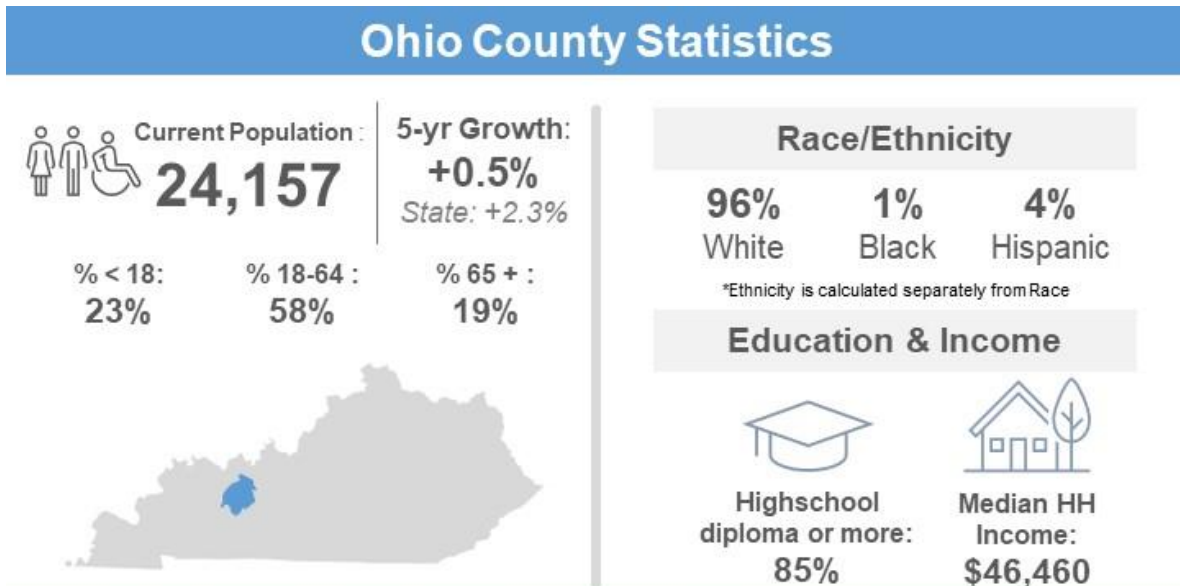 Ohio County Statistics
Current Population :
24,157
5-yr Growth:
+0.5%
State: +2.3%
% < 18:
23%
% 18-64 :
58%
% 65 + :
19%
Race/Ethnicity
96%
White
1%
Black
4%
Hispanic
*Ethnicity is calculated separately from Race
Education & Income
Highschool
diploma or more:
85%
Median HH
Income:
$46,460